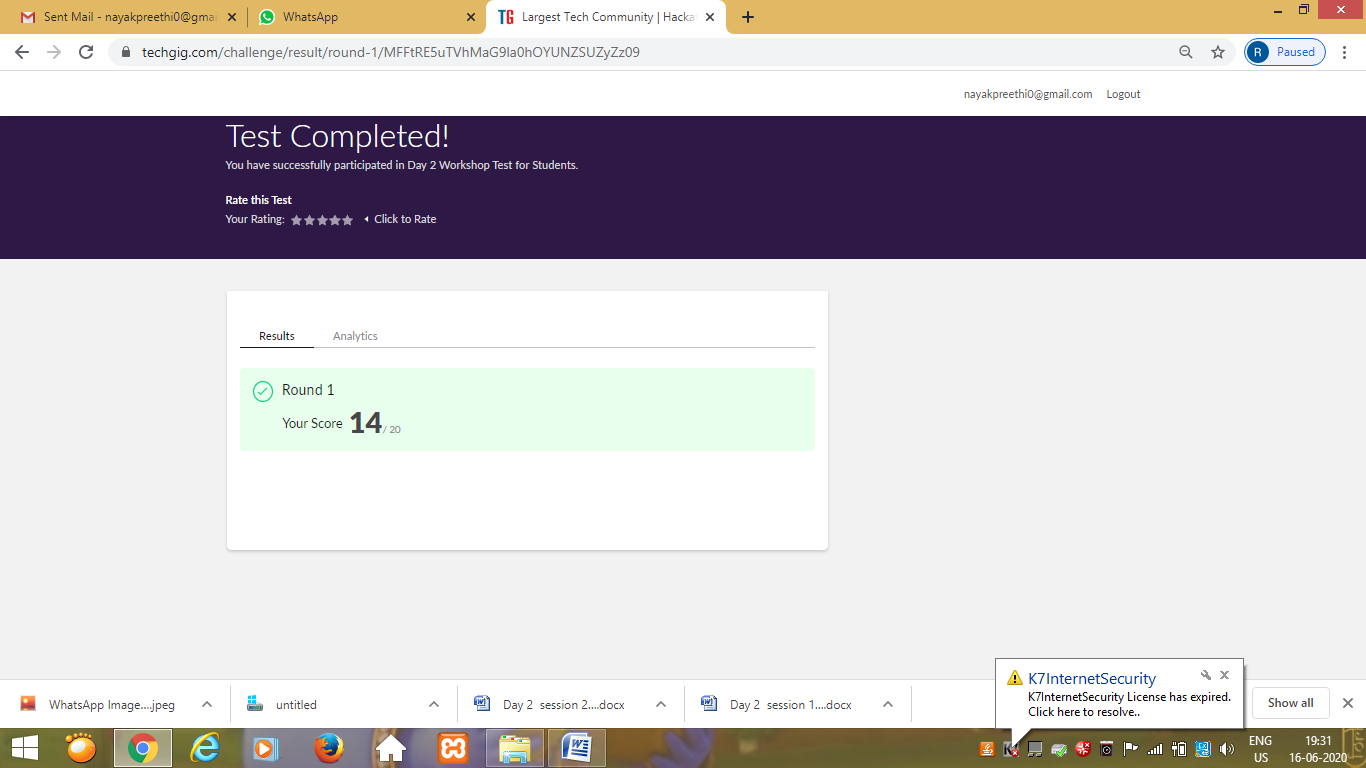 Sent Mail - nayakpreethi0@gmai
WhatsApp
TG Largest Tech Community | Hacka
techgig.com/challenge/result/round-1/MFFtRE5uTVhMaG9la0hOYUNZSUZyZz09
R Paused
nayakpreethi0@gmail.com Logout
Test Completed!
You have successfully participated in Day 2 Workshop Test for Students.
Rate this Test
Your Rating: Click to Rate
Results Analytics
Round 1
Your Score 14 / 20
K7InternetSecurity
K7InternetSecurity License has expired.
Click here to resolve..
WhatsApp Image....jpeg
untitled
Day 2 session 2....docx
Day 2 session 1....docx
Show all
ENG
US
19:31
16-06-2020